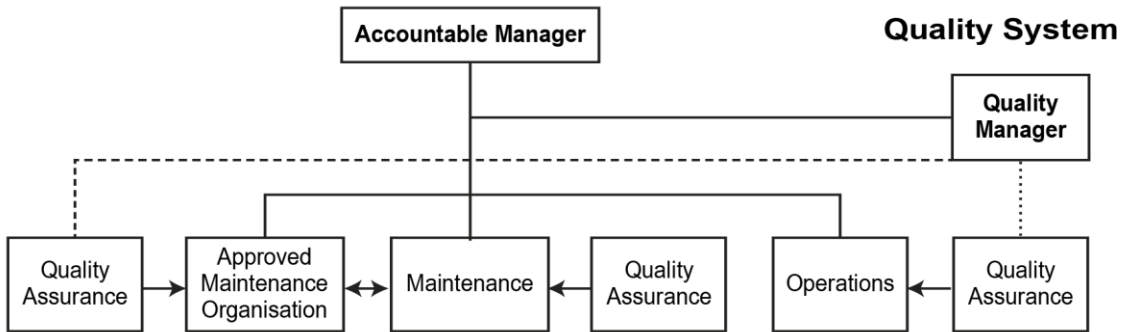 Accountable Manager
Quality System
Quality
Manager
Quality
Assurance
Approved
Maintenance
Organisation
Maintenance
Quality
Assurance
Operations
Quality
Assurance